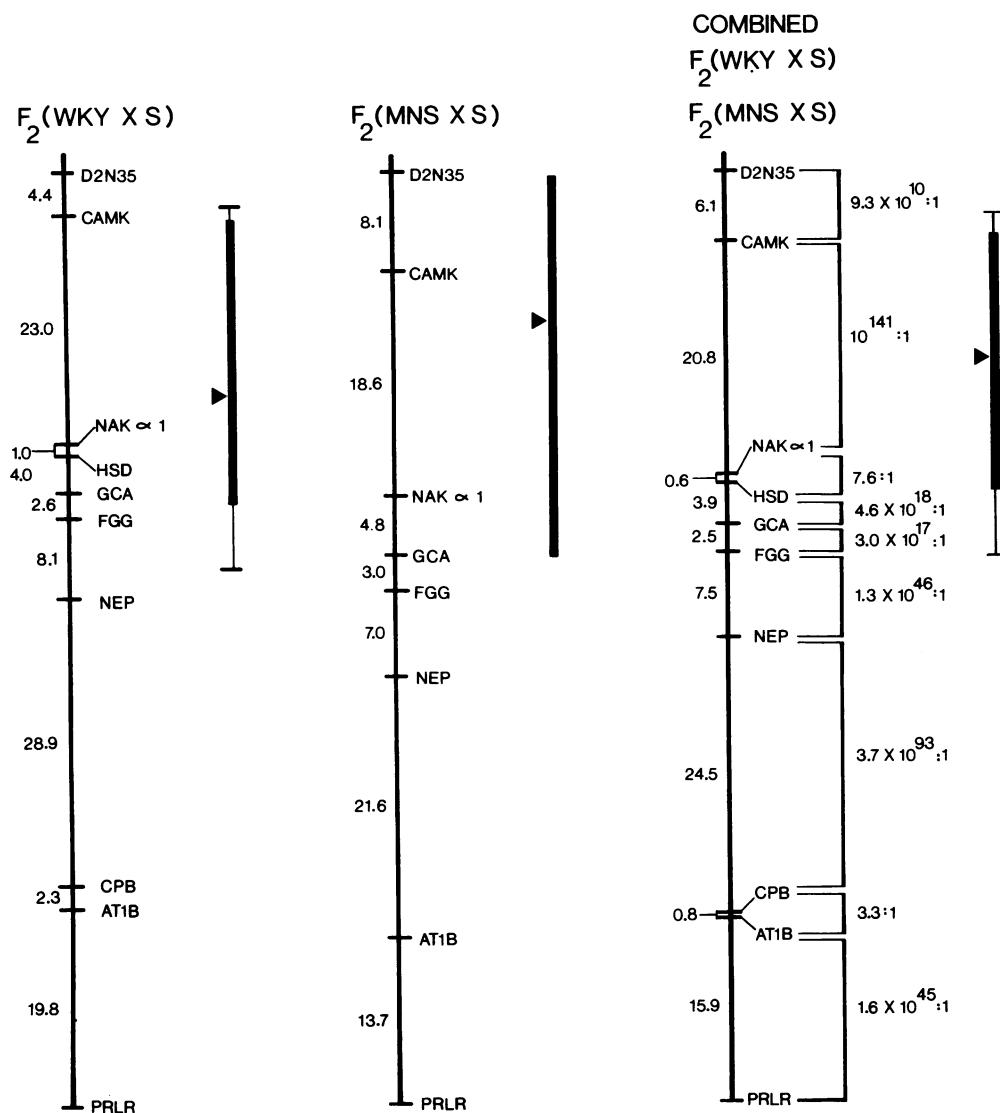 F2(WKY X S)
D2N35
4.4
CAMK
23.0
NAK ∝ 1
1.0
HSD
4.0
GCA
2.6
FGG
8.1
NEP
28.9
CPB
2.3
AT1B
19.8
PRLR
F2(MNS X S)
D2N35
8.1
CAMK
18.6
NAK ∝ 1
4.8
GCA
3.0
FGG
7.0
NEP
21.6
AT1B
13.7
PRLR
COMBINED
F2(WKY X S)
F2(MNS X S)
D2N35
6.1
9.3 X 10^10:1
CAMK
20.8
10^141:1
NAK ∝ 1
0.6
7.6:1
HSD
3.9
4.6 X 10^18:1
GCA
2.5
3.0 X 10^17:1
FGG
7.5
1.3 X 10^46:1
NEP
24.5
3.7 X 10^93:1
CPB
0.8
3.3:1
AT1B
15.9
1.6 X 10^45:1
PRLR